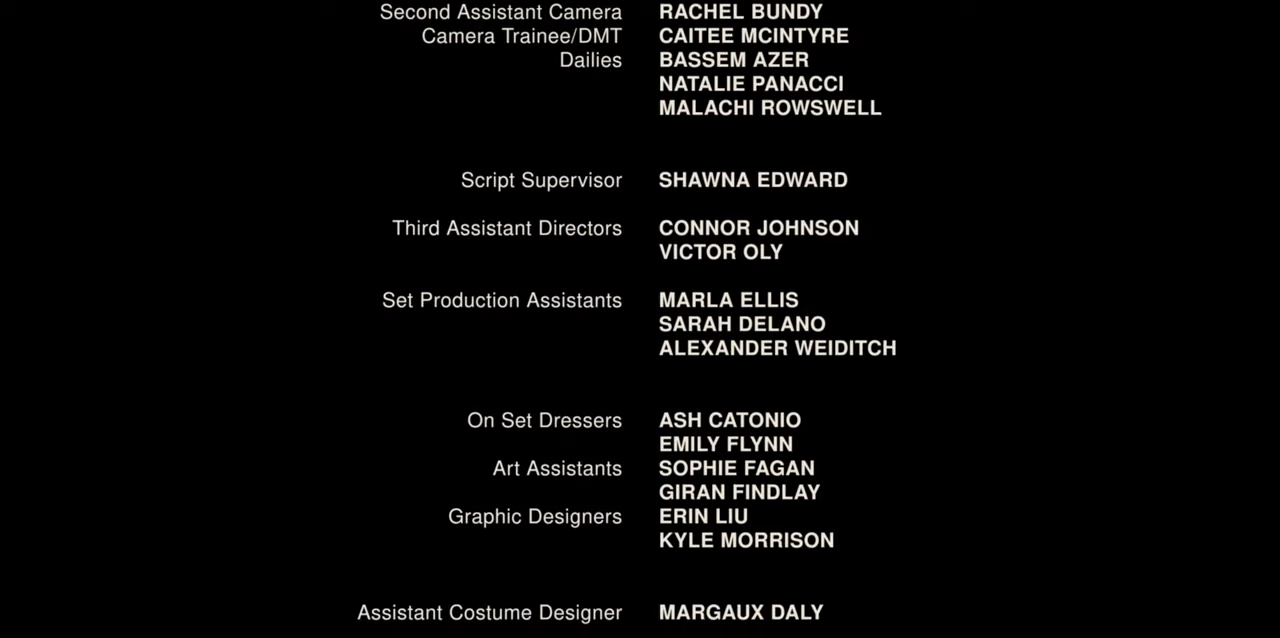 Second Assistant Camera RACHEL BUNDY
Camera Trainee/DMT CAITEE MCINTYRE
Dailies BASSEM AZER
NATALIE PANACCI
MALACHI ROWSWELL
Script Supervisor SHAWNA EDWARD
Third Assistant Directors CONNOR JOHNSON
VICTOR OLY
Set Production Assistants MARLA ELLIS
SARAH DELANO
ALEXANDER WEIDITCH
On Set Dressers ASH CATONIO
EMILY FLYNN
Art Assistants SOPHIE FAGAN
GIRAN FINDLAY
Graphic Designers ERIN LIU
KYLE MORRISON
Assistant Costume Designer MARGAUX DALY